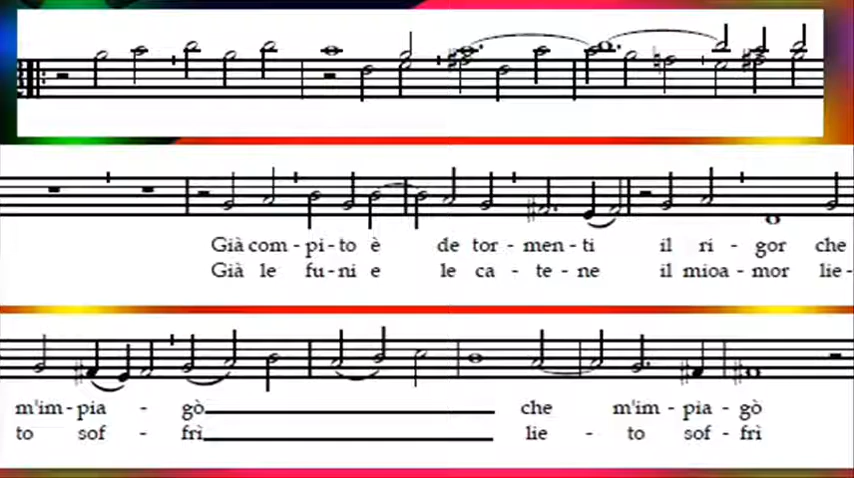 Già com - pi - to è de tor - men - ti il ri - gor che
Già le fu - ni e le ca - te - ne il mioa - mor lie -
m'im - pia - gò che m'im - pia - gò
to sof - frì lie - to sof - frì